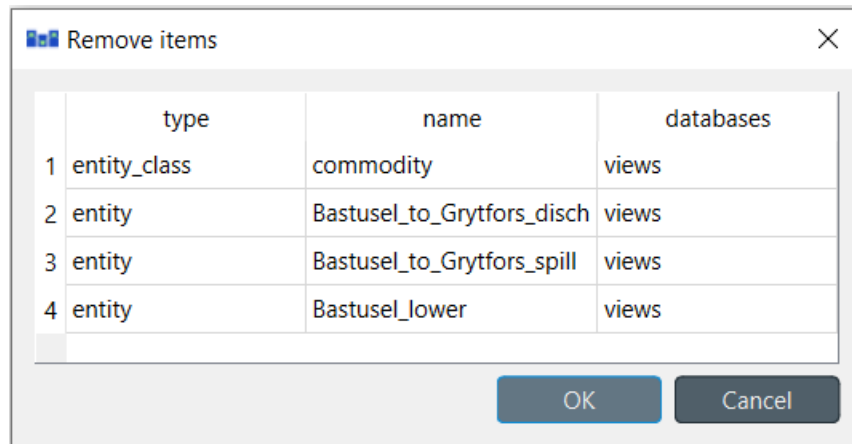 Remove items
type name databases
1 entity_class commodity views
2 entity Bastusel_to_Grytfors_disch views
3 entity Bastusel_to_Grytfors_spill views
4 entity Bastusel_lower views
OK Cancel